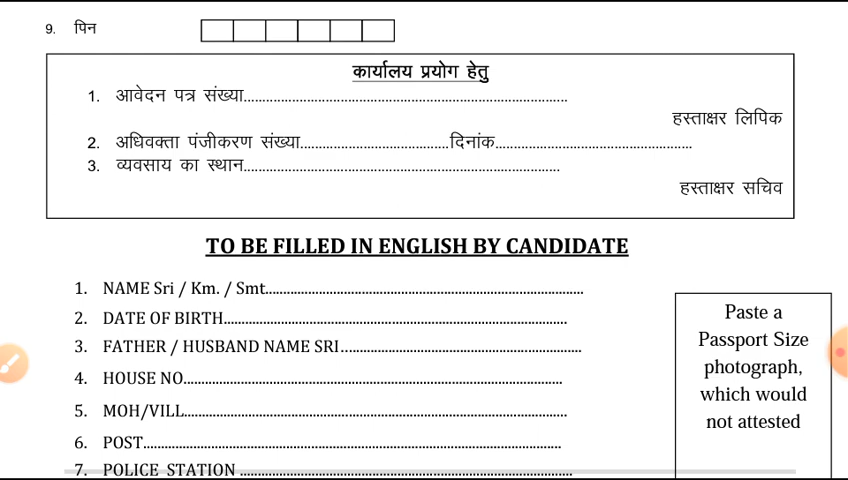 9. पिन
कार्यालय प्रयोग हेतु
1. आवेदन पत्र संख्या.......................................................................................
हस्ताक्षर लिपिक
2. अधिवक्ता पंजीकरण संख्या........................................दिनांक.....................................................
3. व्यवसाय का स्थान.....................................................................................
हस्ताक्षर सचिव
TO BE FILLED IN ENGLISH BY CANDIDATE
1. NAME Sri / Km. / Smt.....................................................................................
2. DATE OF BIRTH............................................................................................
3. FATHER / HUSBAND NAME SRI.................................................................
4. HOUSE NO.....................................................................................................
5. MOH/VILL......................................................................................................
6. POST................................................................................................................
7. POLICE STATION .........................................................................................
Paste a
Passport Size
photograph,
which would
not attested